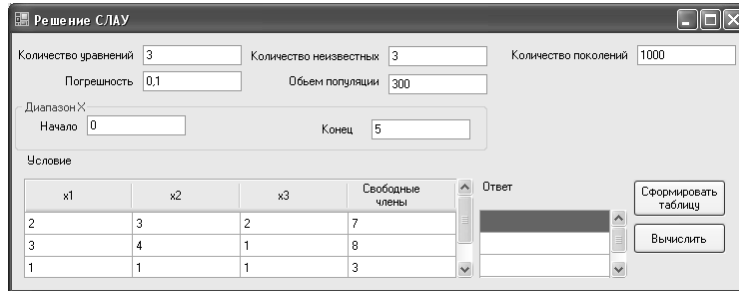 Решение СЛАУ
Количество уравнений 3 Количество неизвестных 3 Количество поколений 1000
Погрешность 0,1 Объем популяции 300
Диапазон X
Начало 0 Конец 5
Условие
x1 x2 x3 Свободные члены Ответ Сформировать таблицу
2 3 2 7
3 4 1 8 Вычислить
1 1 1 3